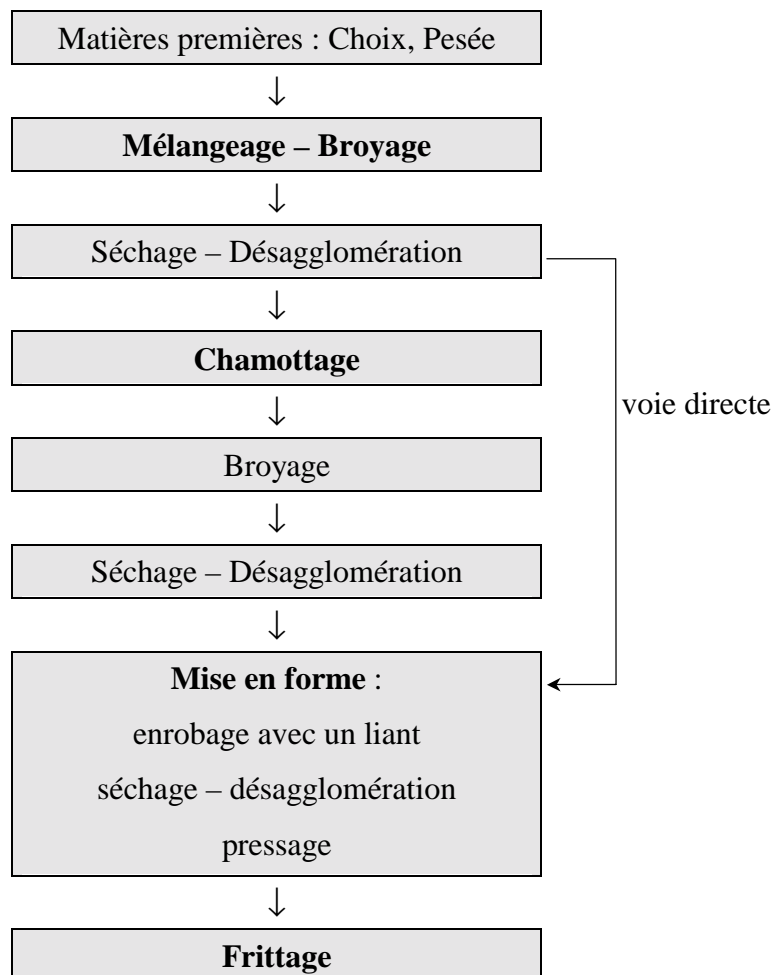 Matières premières : Choix, Pesée
↓
Mélangeage – Broyage
↓
Séchage – Désagglomération
↓
Chamottage
voie directe
↓
Broyage
↓
Séchage – Désagglomération
↓
Mise en forme :
enrobage avec un liant
séchage – désagglomération
pressage
↓
Frittage